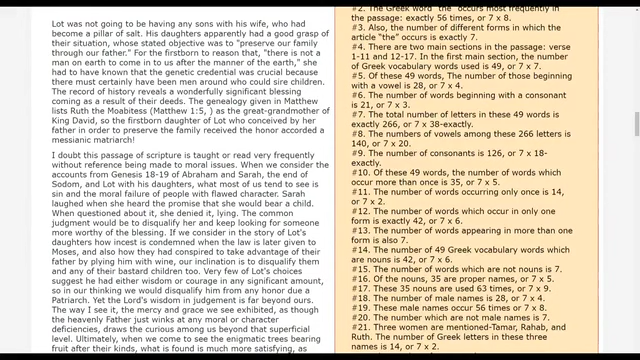 Lot was not going to be having any sons with his wife, who had
become a pillar of salt. His daughters apparently had a good grasp
of their situation, whose stated objective was to "preserve our family
through our father." For the firstborn to reason that, "there is not a
man on earth to come in to us after the manner of the earth," she
had to have known that the genetic credential was crucial because
there must certainly have been men around who could sire children.
The record of history reveals a wonderfully significant blessing
coming as a result of their deeds. The genealogy given in Matthew
lists Ruth the Moabitess (Matthew 1:5, ) as the great-grandmother of
King David, so the firstborn daughter of Lot who conceived by her
father in order to preserve the family received the honor accorded a
messianic matriarch!
I doubt this passage of scripture is taught or read very frequently
without reference being made to moral issues. When we consider the
accounts from Genesis 18-19 of Abraham and Sarah, the end of
Sodom, and Lot with his daughters, what most of us tend to see is sin
and the moral failure of people with flawed character. Sarah
laughed when she heard the promise that she would bear a child.
When questioned about it, she denied it, lying. The common
judgment would be to disqualify her and keep looking for someone
more worthy of the blessing. If we consider in the story of Lot's
daughters how incest is condemned when the law is later given to
Moses, and also how they had conspired to take advantage of their
father by plying him with wine, our inclination is to disqualify them
and any of their bastard children too. Very few of Lot's choices
suggest he had either wisdom or courage in any significant amount,
so in our thinking we would disqualify him from any honor due a
Patriarch. Yet the Lord's wisdom in judgement is far beyond ours.
The way I see it, the mercy and grace we see exhibited, as though
the heavenly Father just winks at any moral or character
deficiencies, draws the curious among us beyond that superficial
level. Ultimately, when we come to see the enigmatic trees bearing
fruit after their kinds, what is found is much more satisfying, as
#2. The Greek word "the" occurs most frequently in
the passage: exactly 56 times, or 7 x 8.
#3. Also, the number of different forms in which the
article "the" occurs is exactly 7.
#4. There are two main sections in the passage: verse
1-11 and 12-17. In the first main section, the number
of Greek vocabulary words used is 49, or 7 x 7.
#5. Of these 49 words, The number of those beginning
with a vowel is 28, or 7 x 4.
#6. The number of words beginning with a consonant
is 21, or 7 x 3.
#7. The total number of letters in these 49 words is
exactly 266, or 7 x 38-exactly.
#8. The numbers of vowels among these 266 letters is
140, or 7 x 20.
#9. The number of consonants is 126, or 7 x 18-
exactly.
#10. Of these 49 words, the number of words which
occur more than once is 35, or 7 x 5.
#11. The number of words occurring only once is 14,
or 7 x 2.
#12. The number of words which occur in only one
form is exactly 42, or 7 x 6.
#13. The number of words appearing in more than one
form is also 7.
#14. The number of 49 Greek vocabulary words which
are nouns is 42, or 7 x 6.
#15. The number of words which are not nouns is 7.
#16. Of the nouns, 35 are proper names, or 7 x 5.
#17. These 35 nouns are used 63 times, or 7 x 9.
#18. The number of male names is 28, or 7 x 4.
#19. These male names occur 56 times or 7 x 8.
#20. The number which are not male names is 7.
#21. Three women are mentioned-Tamar, Rahab, and
Ruth. The number of Greek letters in these three
names is 14, or 7 x 2.